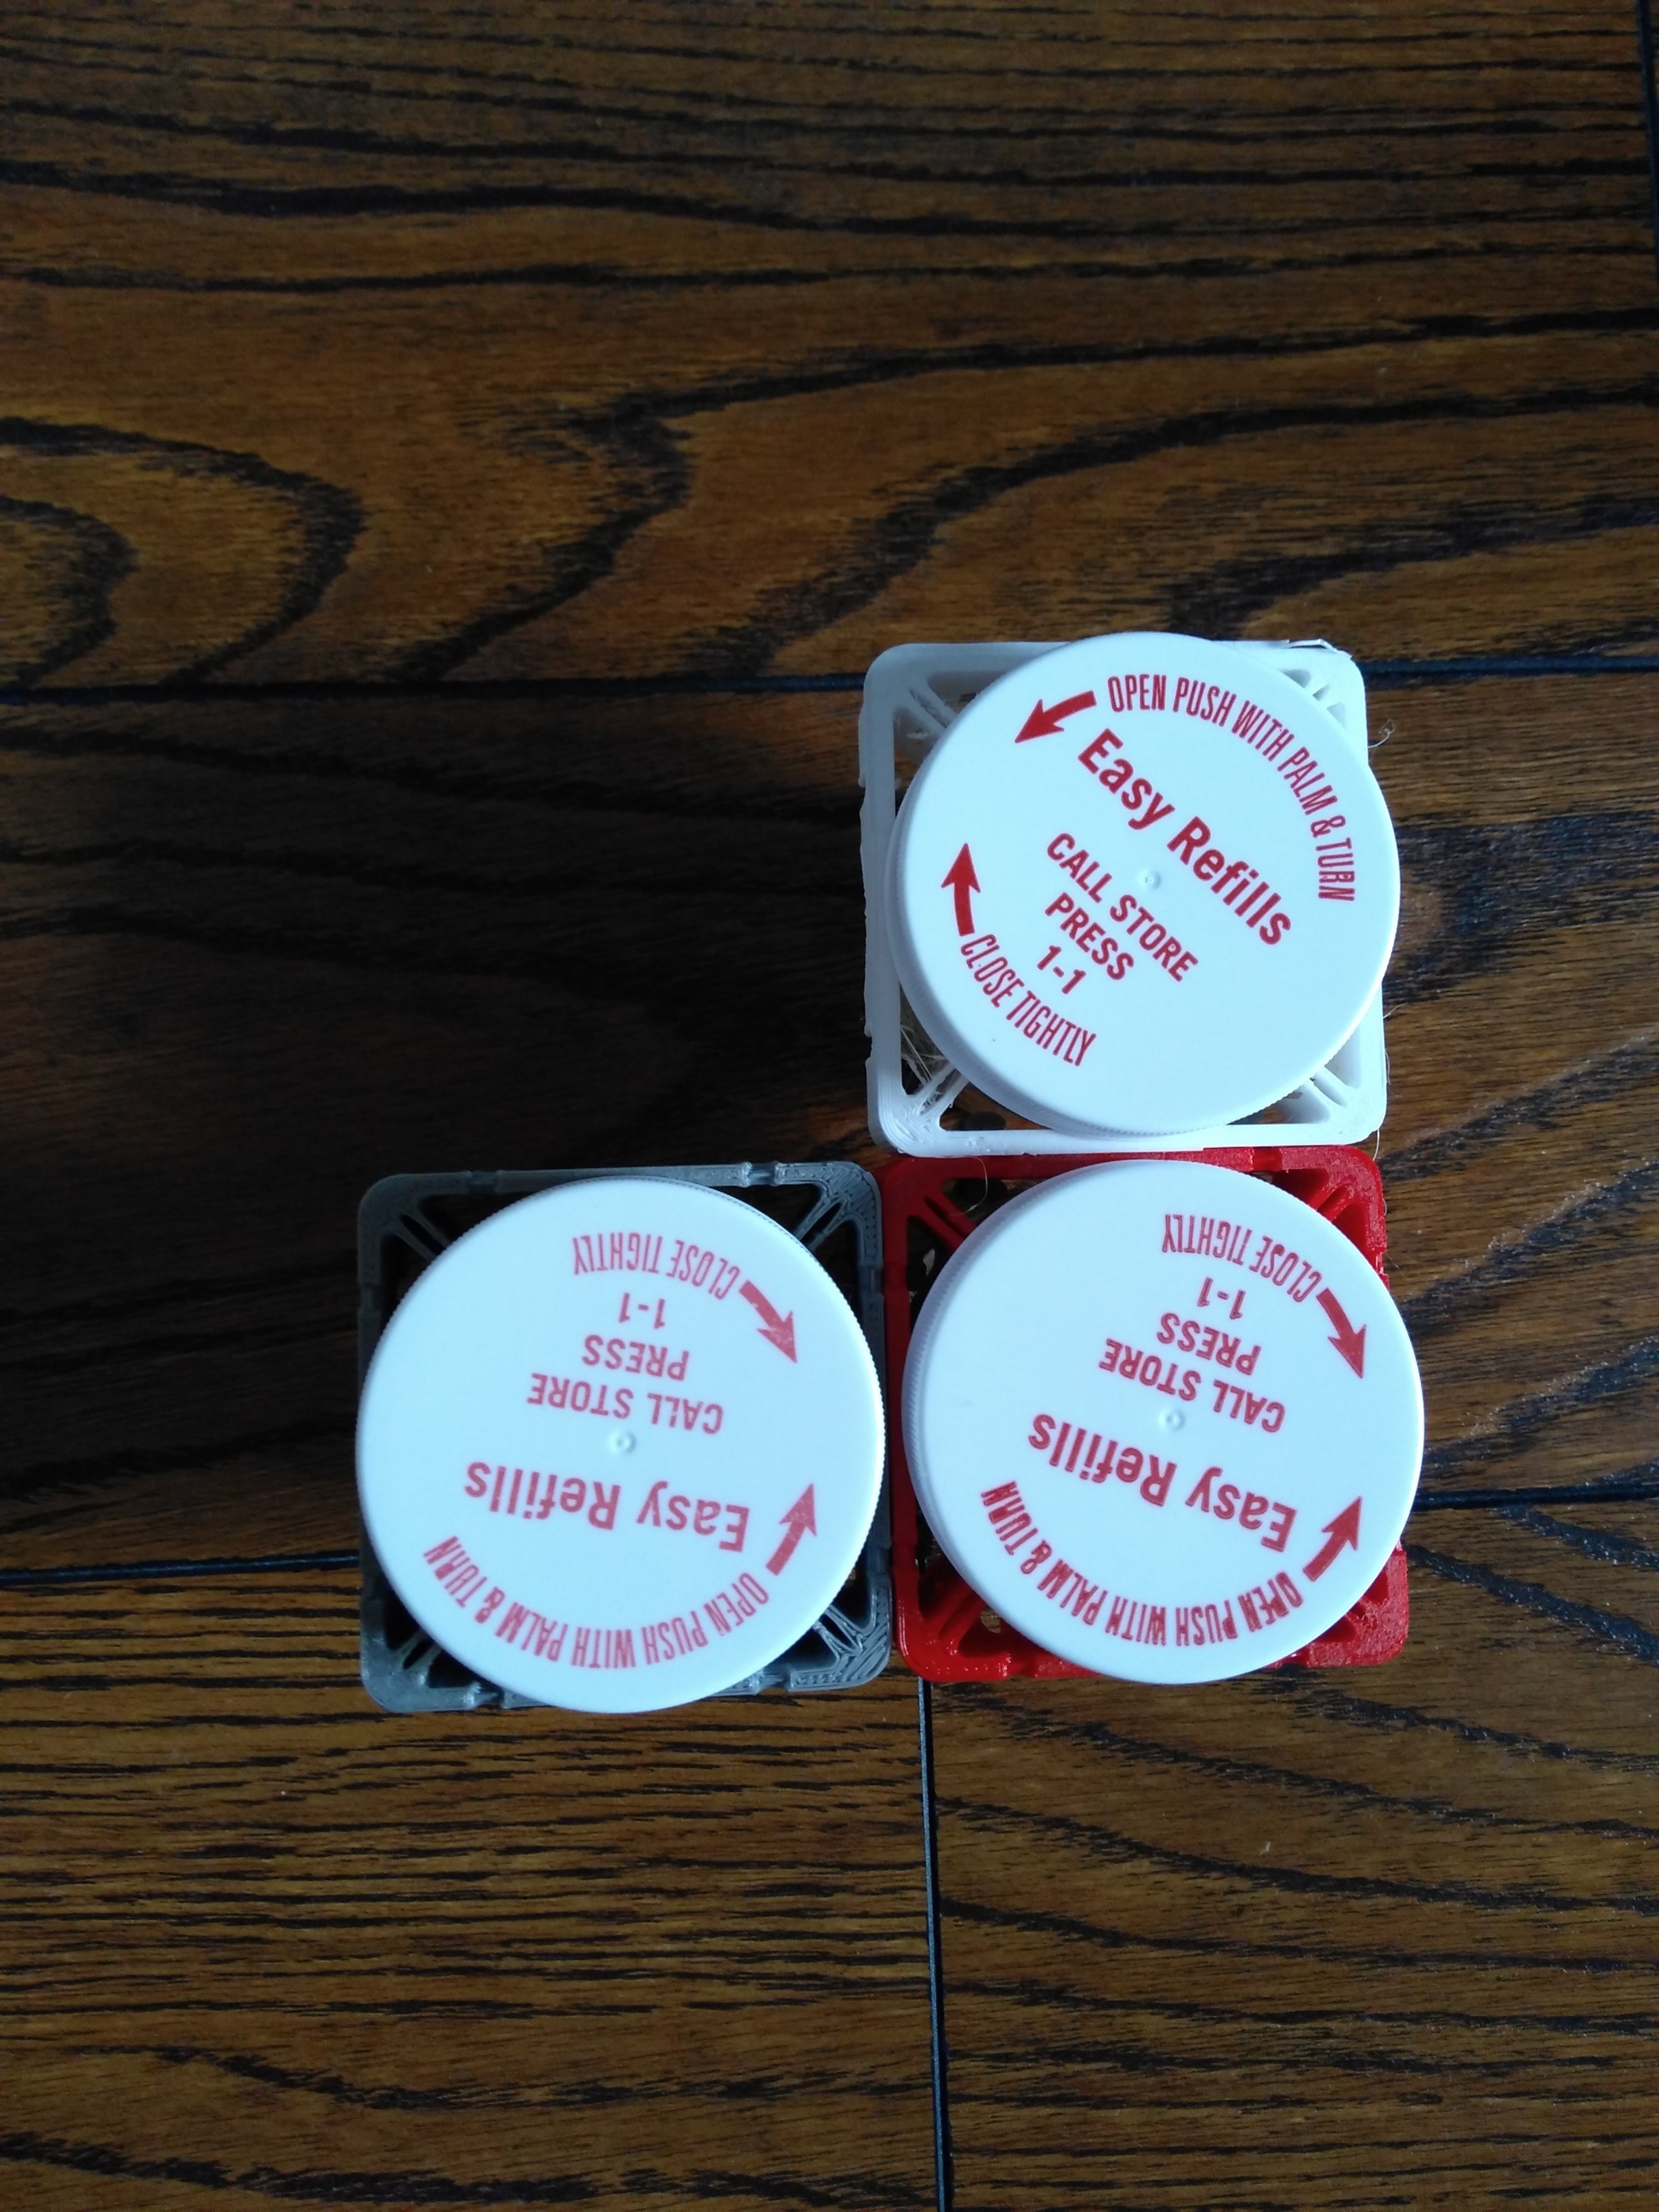 OPEN PUSH WITH PALM & TURN
Easy Refills
CALL STORE
PRESS
1-1
CLOSE TIGHTLY
OPEN PUSH WITH PALM & TURN
Easy Refills
CALL STORE
PRESS
1-1
CLOSE TIGHTLY
OPEN PUSH WITH PALM & TURN
Easy Refills
CALL STORE
PRESS
1-1
CLOSE TIGHTLY